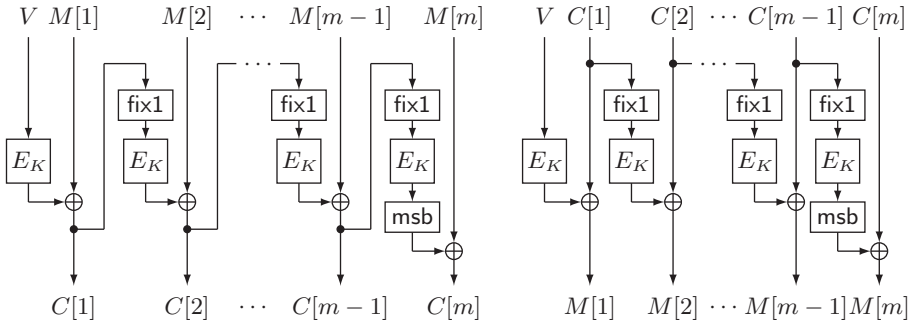 V M[1] M[2] ··· M[m − 1] M[m] V C[1] C[2] ··· C[m−1] C[m]
··· ···
fix1 fix1 fix1 fix1 fix1 fix1
E_K E_K E_K E_K E_K E_K E_K E_K
msb msb
C[1] C[2] ··· C[m−1] C[m] M[1] M[2] ··· M[m−1] M[m]